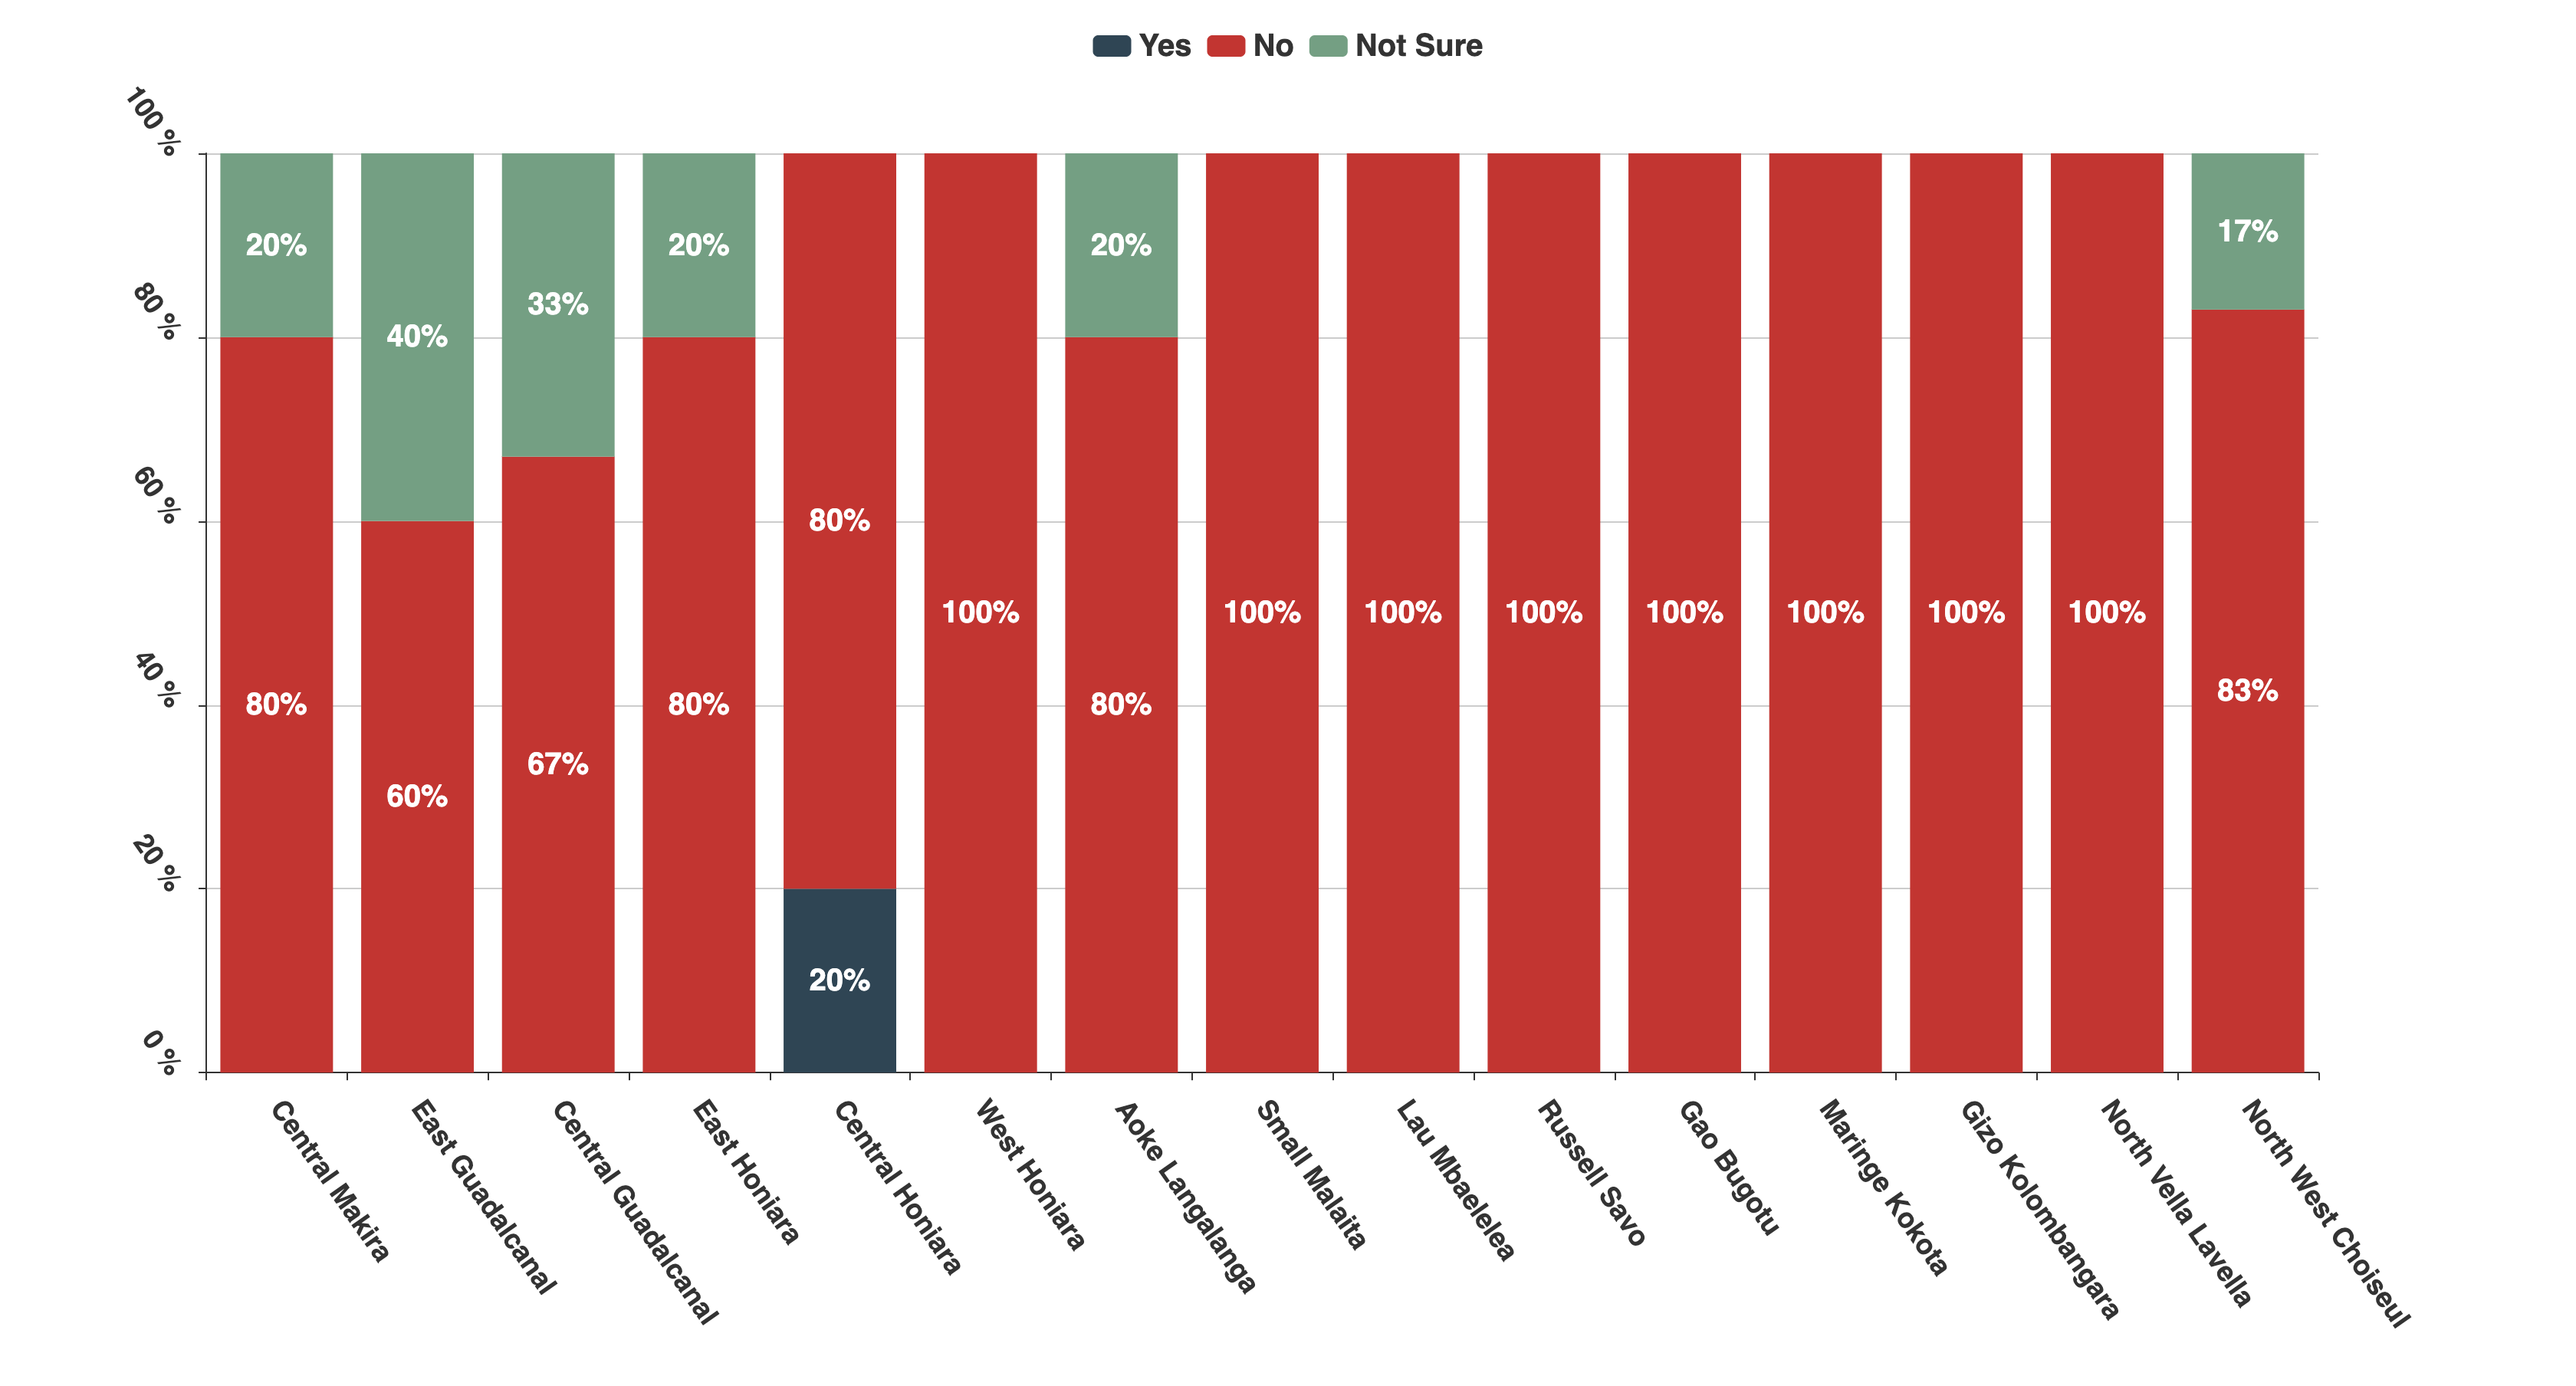 Yes No Not Sure
100 %
80 %
60 %
40 %
20 %
0 %
20% 40% 33% 20% 20% 17%
80% 60% 67% 80% 80% 100% 80% 100% 100% 100% 100% 100% 100% 100% 83%
20%
Central Makira
East Guadalcanal
Central Guadalcanal
East Honiara
Central Honiara
West Honiara
Aoke Langalanga
Small Malaita
Lau Mbaelelea
Russell Savo
Gao Bugotu
Maringe Kokota
Gizo Kolombangara
North Vella Lavella
North West Choiseul